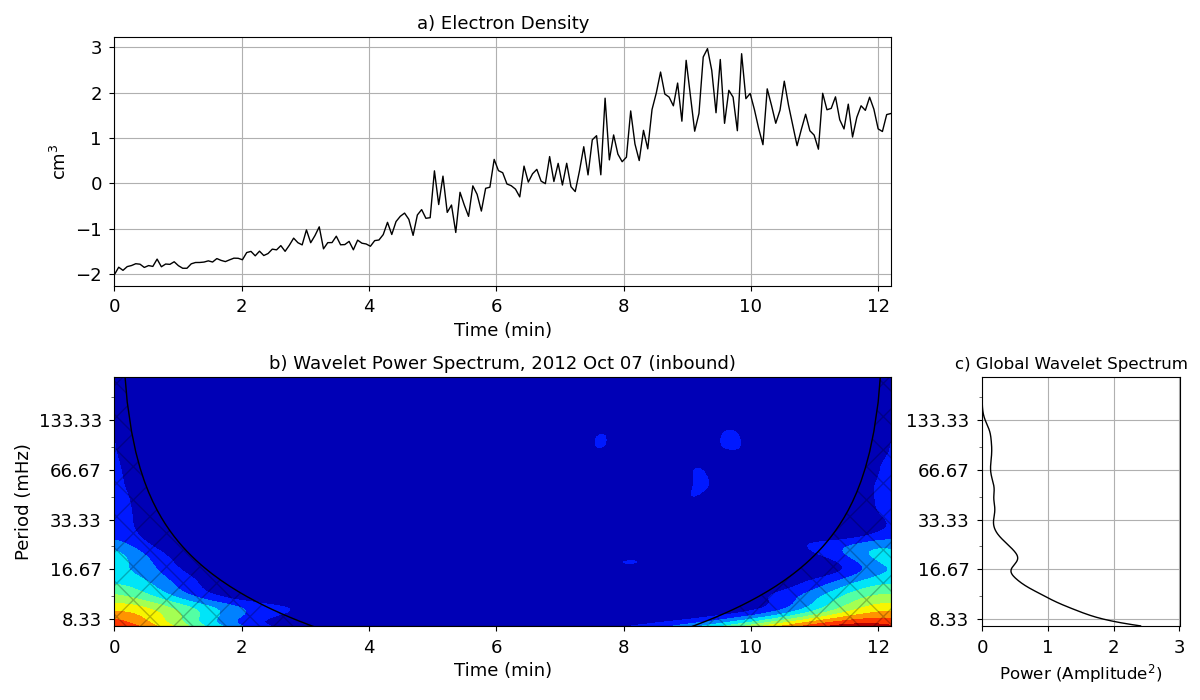 a) Electron Density
3
2
1
0
−1
−2
cm³
0 2 4 6 8 10 12
Time (min)
b) Wavelet Power Spectrum, 2012 Oct 07 (inbound)
133.33
66.67
33.33
16.67
8.33
Period (mHz)
0 2 4 6 8 10 12
Time (min)
c) Global Wavelet Spectrum
133.33
66.67
33.33
16.67
8.33
0 1 2 3
Power (Amplitude²)